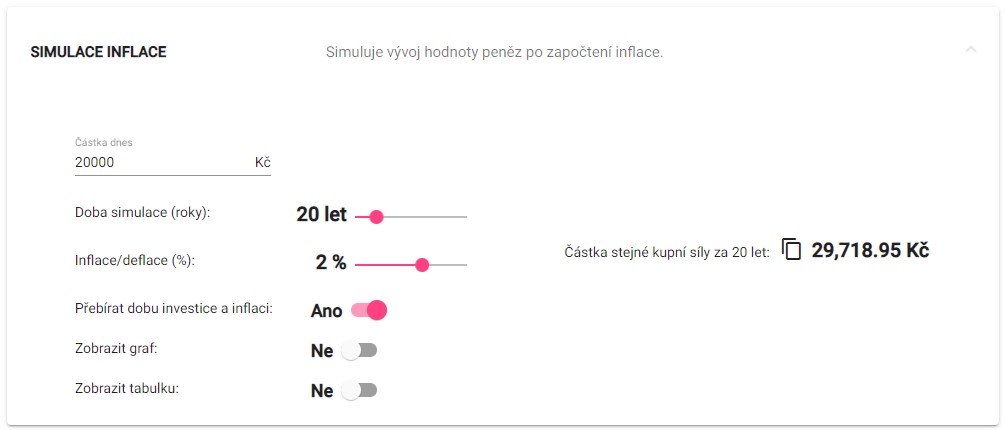 SIMULACE INFLACE
Simuluje vývoj hodnoty peněz po započtení inflace.
Částka dnes
20000 Kč
Doba simulace (roky): 20 let
Inflace/deflace (%): 2 %
Částka stejné kupní síly za 20 let: 29,718.95 Kč
Přebírat dobu investice a inflaci: Ano
Zobrazit graf: Ne
Zobrazit tabulku: Ne